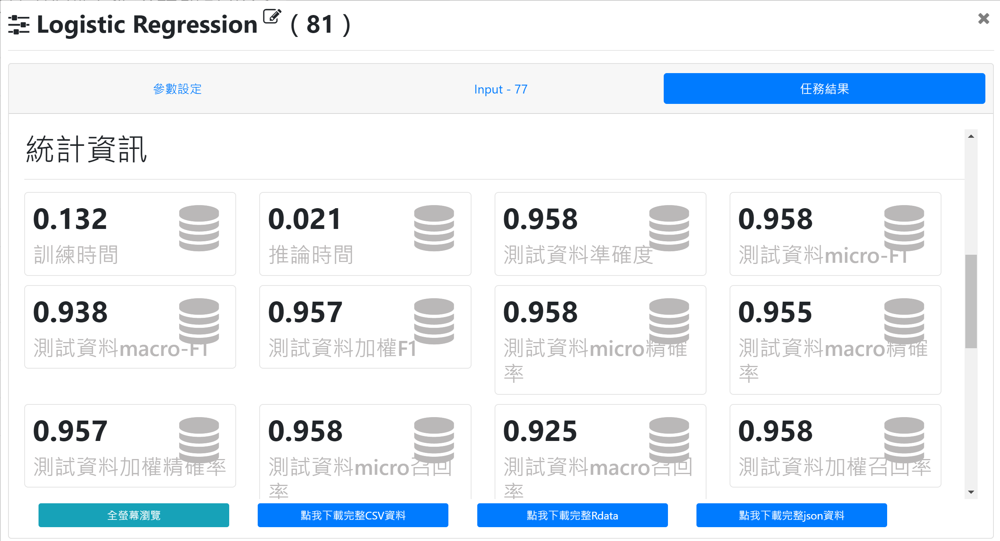 Logistic Regression ( 81 )
參數設定
Input - 77
任務結果
統計資訊
0.132
訓練時間
0.021
推論時間
0.958
測試資料準確度
0.958
測試資料micro-F1
0.938
測試資料macro-F1
0.957
測試資料加權F1
0.958
測試資料micro精確
率
0.955
測試資料macro精確
率
0.957
測試資料加權精確率
0.958
測試資料micro召回
率
0.925
測試資料macro召回
率
0.958
測試資料加權召回率
全螢幕瀏覽
點我下載完整CSV資料
點我下載完整Rdata
點我下載完整json資料